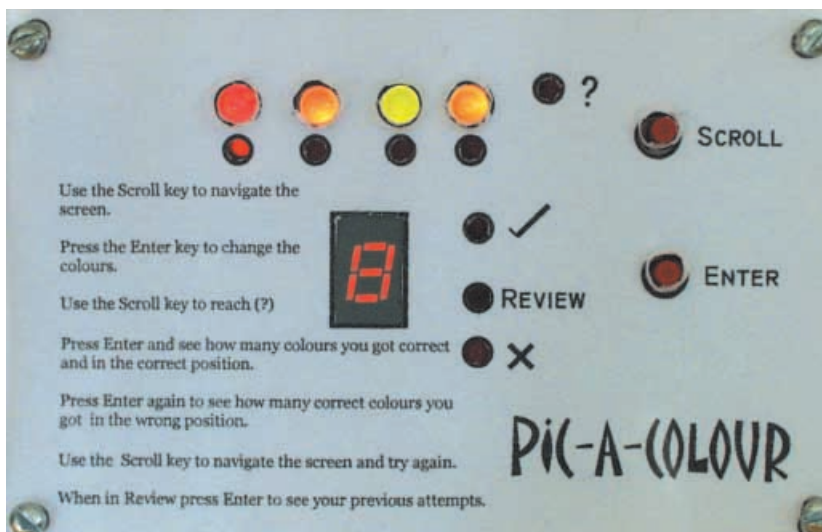 ?
SCROLL
Use the Scroll key to navigate the
screen.
8
✓
Press the Enter key to change the
colours.
ENTER
Use the Scroll key to reach (?)
REVIEW
Press Enter and see how many colours you got correct
and in the correct position.
×
Press Enter again to see how many correct colours you
got in the wrong position.
PIC-A-COLOUR
Use the Scroll key to navigate the screen and try again.
When in Review press Enter to see your previous attempts.